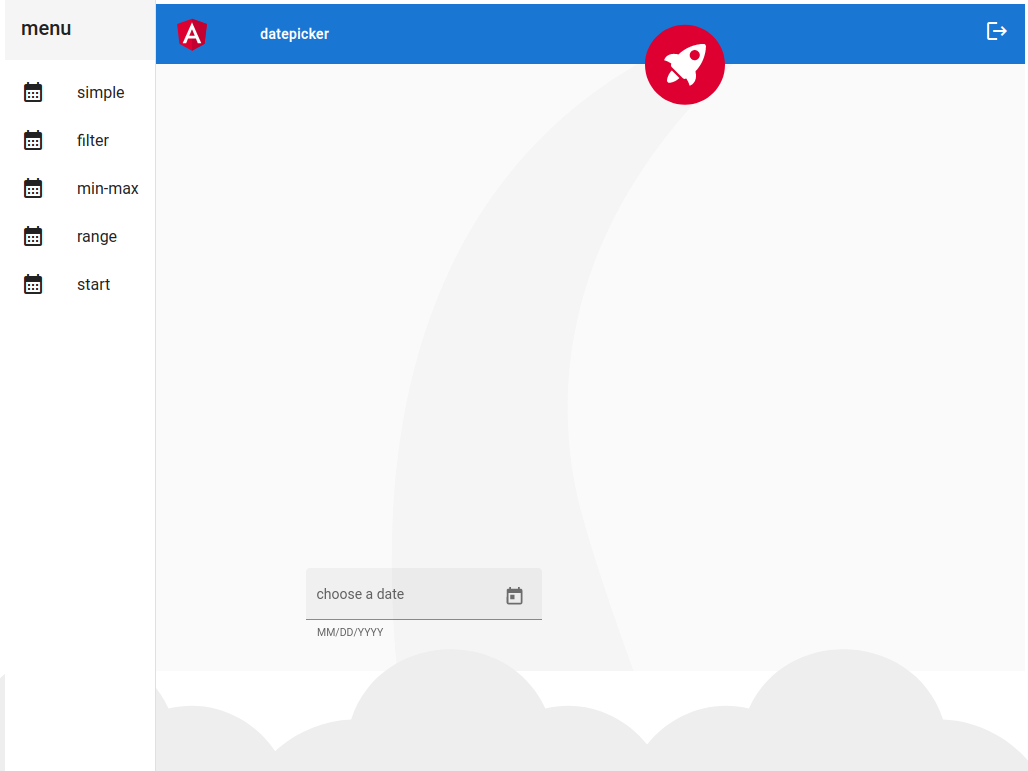 menu
datepicker
simple
filter
min-max
range
start
choose a date
MM/DD/YYYY